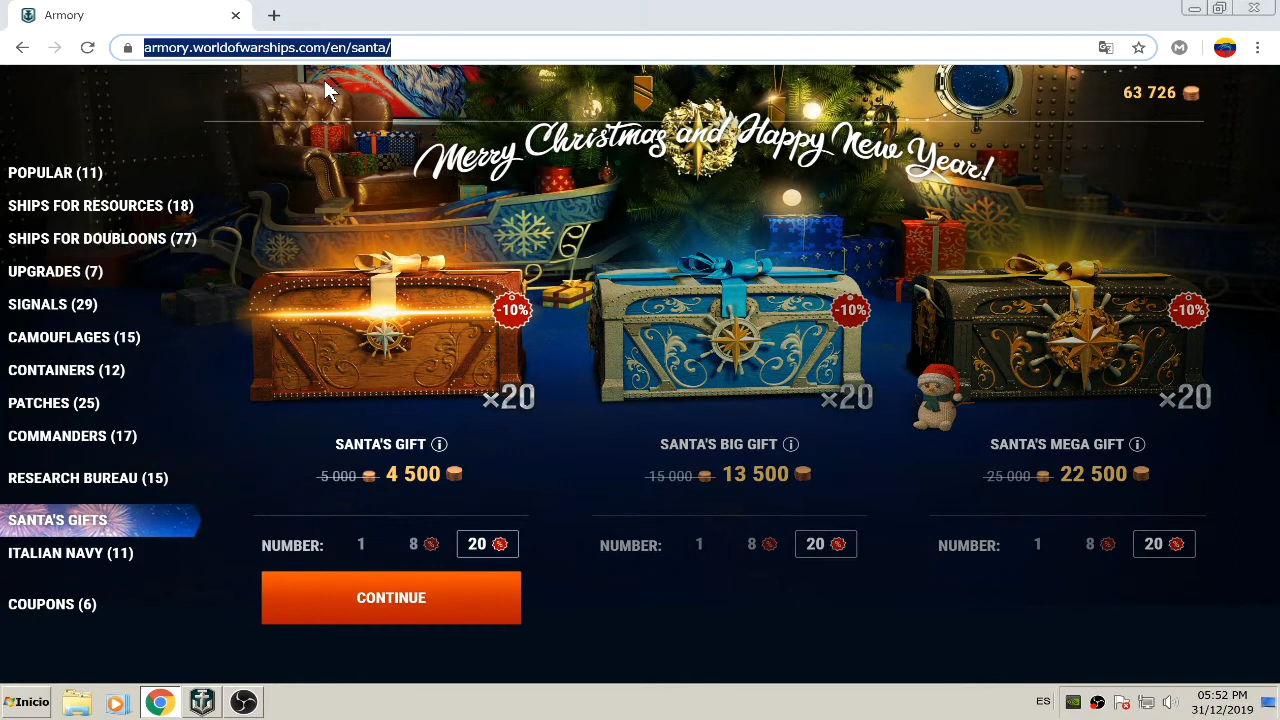 Armory
armory.worldofwarships.com/en/santa/
63 726
Merry Christmas and Happy New Year!
POPULAR (11)
SHIPS FOR RESOURCES (18)
SHIPS FOR DOUBLOONS (77)
UPGRADES (7)
SIGNALS (29)
CAMOUFLAGES (15)
CONTAINERS (12)
PATCHES (25)
COMMANDERS (17)
RESEARCH BUREAU (15)
SANTA'S GIFTS
ITALIAN NAVY (11)
COUPONS (6)
-10%
×20
SANTA'S GIFT
5 000 4 500
NUMBER: 1 8 20
CONTINUE
-10%
×20
SANTA'S BIG GIFT
15 000 13 500
NUMBER: 1 8 20
-10%
×20
SANTA'S MEGA GIFT
25 000 22 500
NUMBER: 1 8 20
Inicio
ES
05:52 PM
31/12/2019